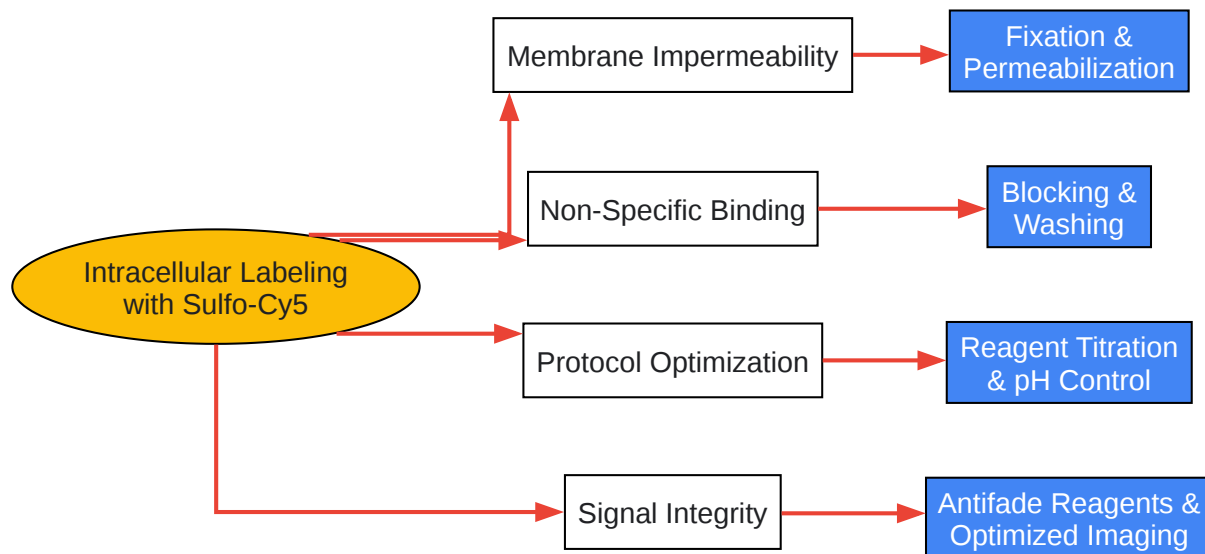 Membrane Impermeability
Fixation &
Permeabilization
Non-Specific Binding
Blocking &
Washing
Intracellular Labeling
with Sulfo-Cy5
Protocol Optimization
Reagent Titration
& pH Control
Signal Integrity
Antifade Reagents &
Optimized Imaging